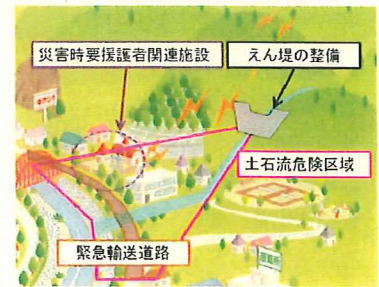 災害時要援護者関連施設
えん堤の整備
土石流危険区域
緊急輸送道路